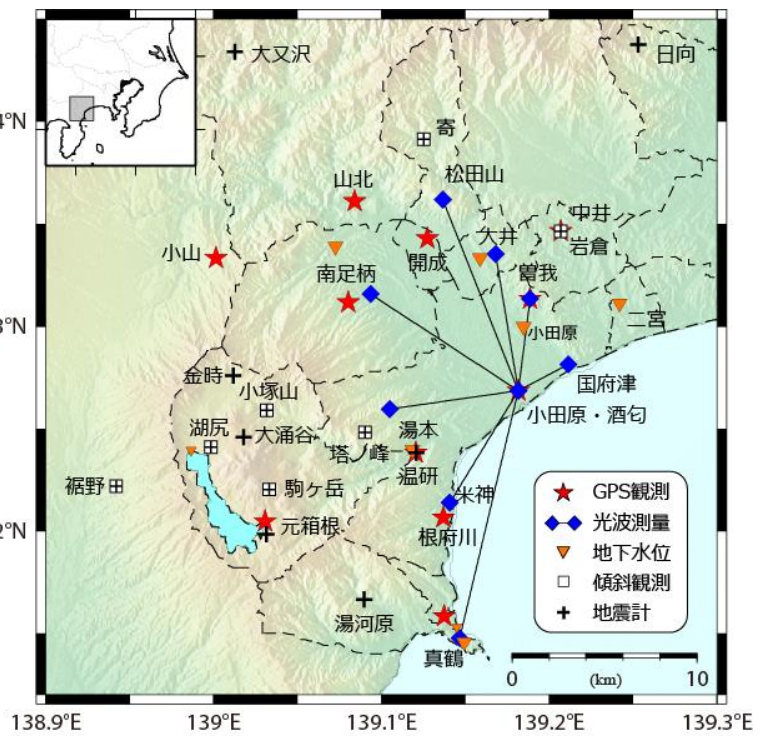 大又沢
日向
4°N
寄
松田山
山北
中井
大井
岩倉
小山
開成
曽我
南足柄
小田原
二宮
3°N
金時
小塚山
国府津
小田原・酒匂
湖尻
大涌谷
湯本
塔ノ峰
温研
裾野
駒ヶ岳
米神
元箱根
根府川
2°N
湯河原
真鶴
GPS観測
光波測量
地下水位
傾斜観測
地震計
0 (km) 10
138.9°E 139°E 139.1°E 139.2°E 139.3°E